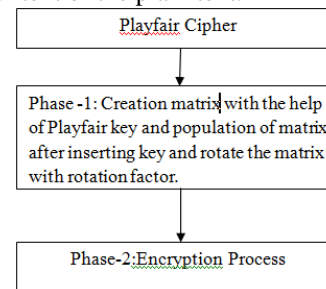 Playfair Cipher
Phase -1: Creation matrix with the help
of Playfair key and population of matrix
after inserting key and rotate the matrix
with rotation factor.
Phase-2:Encryption Process